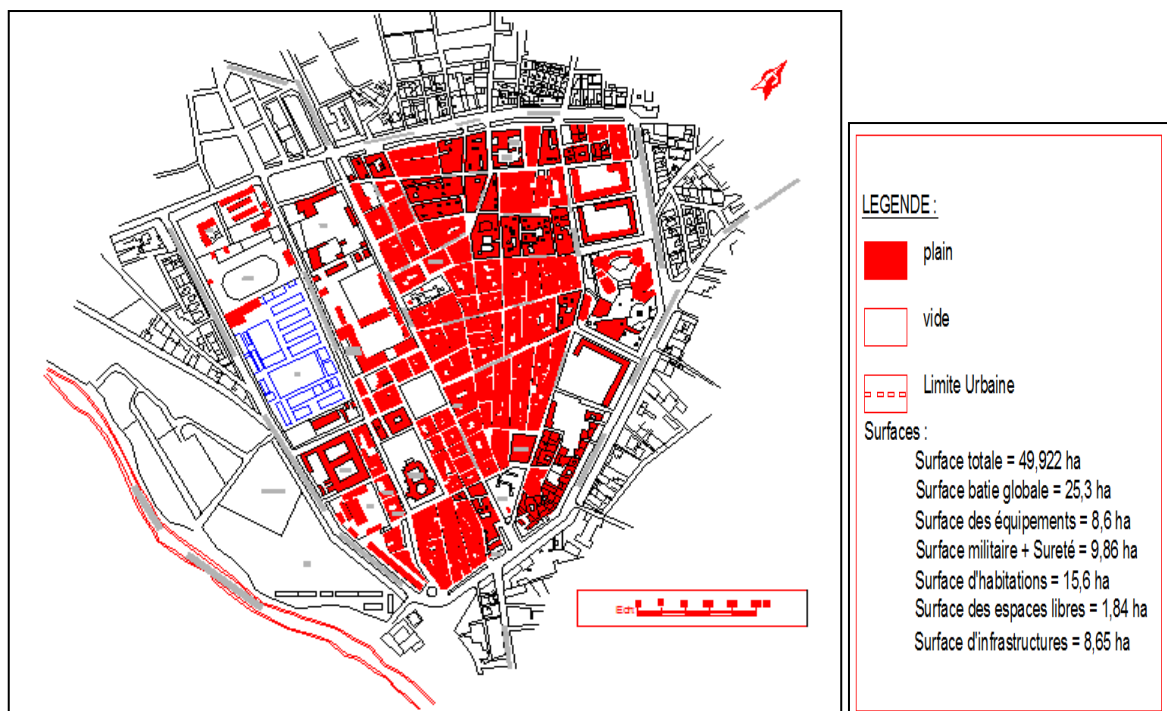 LEGENDE :
plain
vide
Limite Urbaine
Surfaces :
Surface totale = 49,922 ha
Surface batie globale = 25,3 ha
Surface des équipements = 8,6 ha
Surface militaire + Sureté = 9,86 ha
Surface d'habitations = 15,6 ha
Surface des espaces libres = 1,84 ha
Surface d'infrastructures = 8,65 ha
Ech: